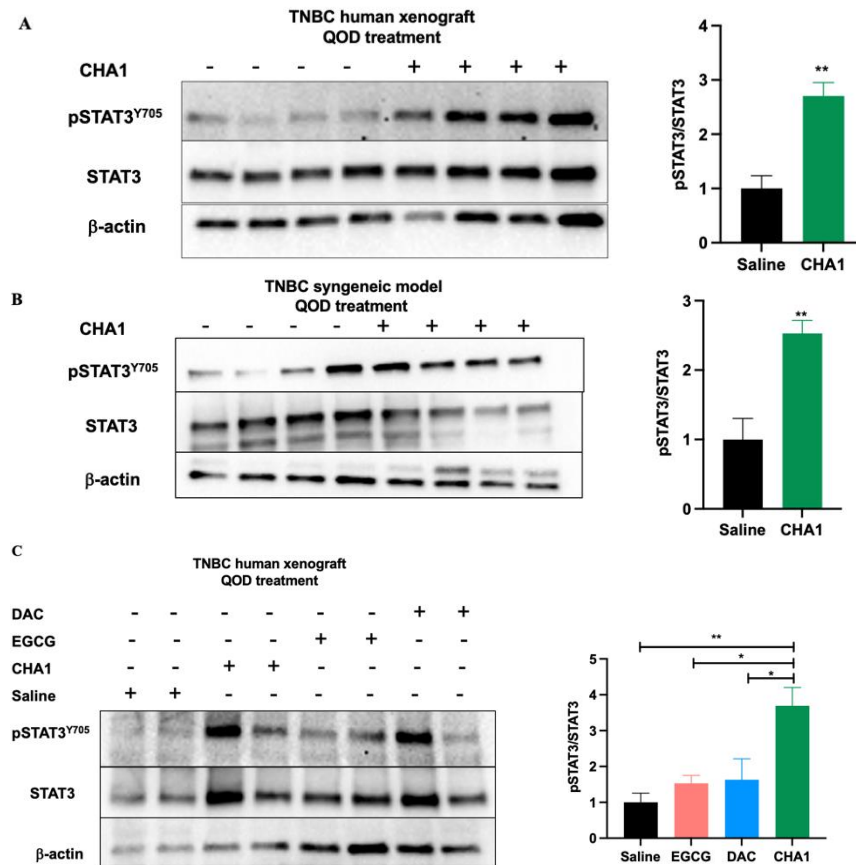 A
TNBC human xenograft
QOD treatment
CHA1 - - - - + + + +
pSTAT3Y705
STAT3
β-actin
pSTAT3/STAT3
4
3
2
1
0
**
Saline CHA1
B
TNBC syngeneic model
QOD treatment
CHA1 - - - - + + + +
pSTAT3Y705
STAT3
β-actin
pSTAT3/STAT3
3
2
1
0
**
Saline CHA1
C
TNBC human xenograft
QOD treatment
DAC - - - - - - + +
EGCG - - - - + + - -
CHA1 - - + + - - - -
Saline + + - - - - - -
pSTAT3Y705
STAT3
β-actin
pSTAT3/STAT3
5
4
3
2
1
0
**
*
*
Saline EGCG DAC CHA1